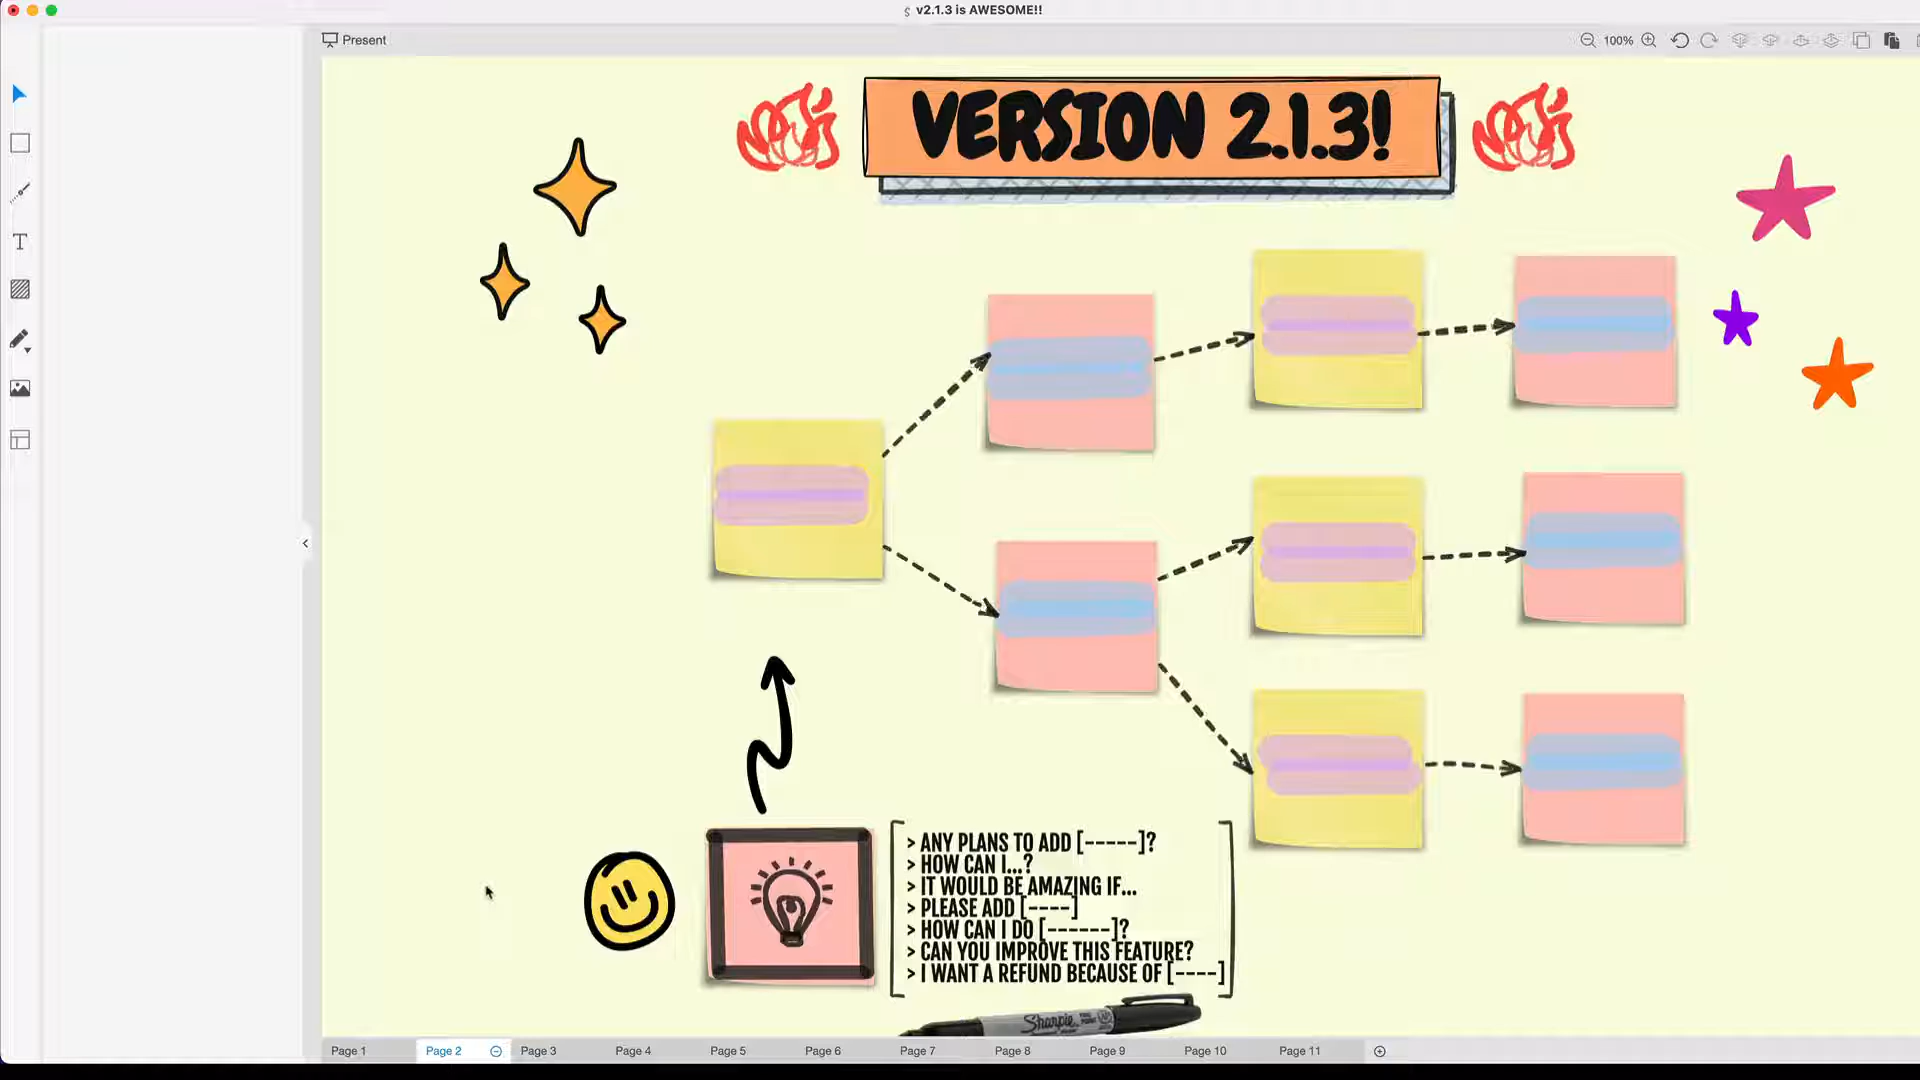 v2.1.3 is AWESOME!!
Present
100%
VERSION 2.1.3!
> ANY PLANS TO ADD [-----]?
> HOW CAN I...?
> IT WOULD BE AMAZING IF...
> PLEASE ADD [----]
> HOW CAN I DO [------]?
> CAN YOU IMPROVE THIS FEATURE?
> I WANT A REFUND BECAUSE OF [----]
Sharpie
Page 1
Page 2
Page 3
Page 4
Page 5
Page 6
Page 7
Page 8
Page 9
Page 10
Page 11